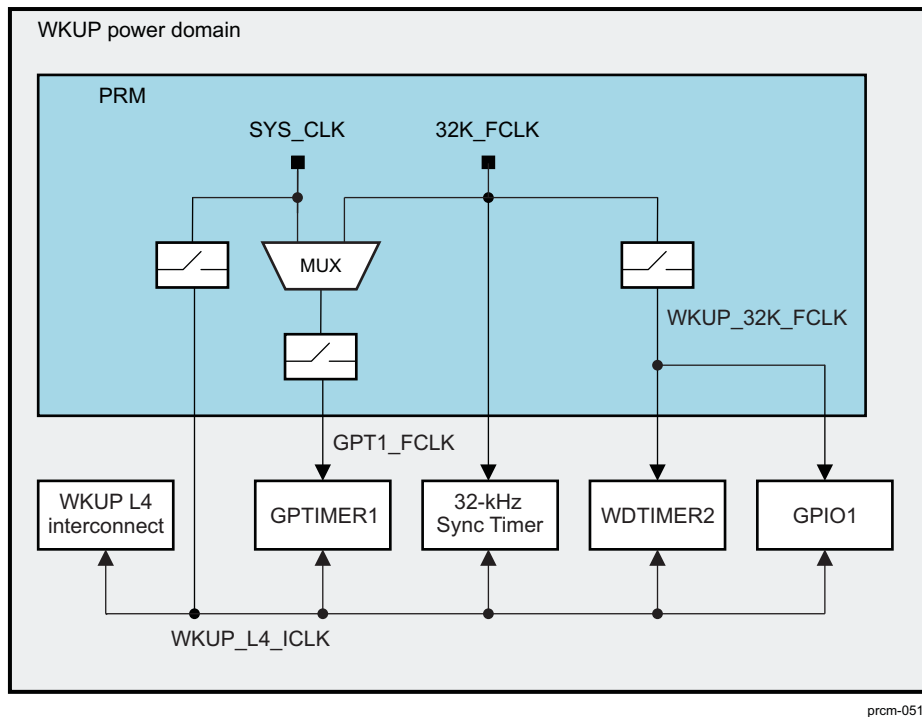 WKUP power domain
PRM
SYS_CLK
32K_FCLK
MUX
WKUP_32K_FCLK
GPT1_FCLK
WKUP L4
interconnect
GPTIMER1
32-kHz
Sync Timer
WDTIMER2
GPIO1
WKUP_L4_ICLK
prcm-051